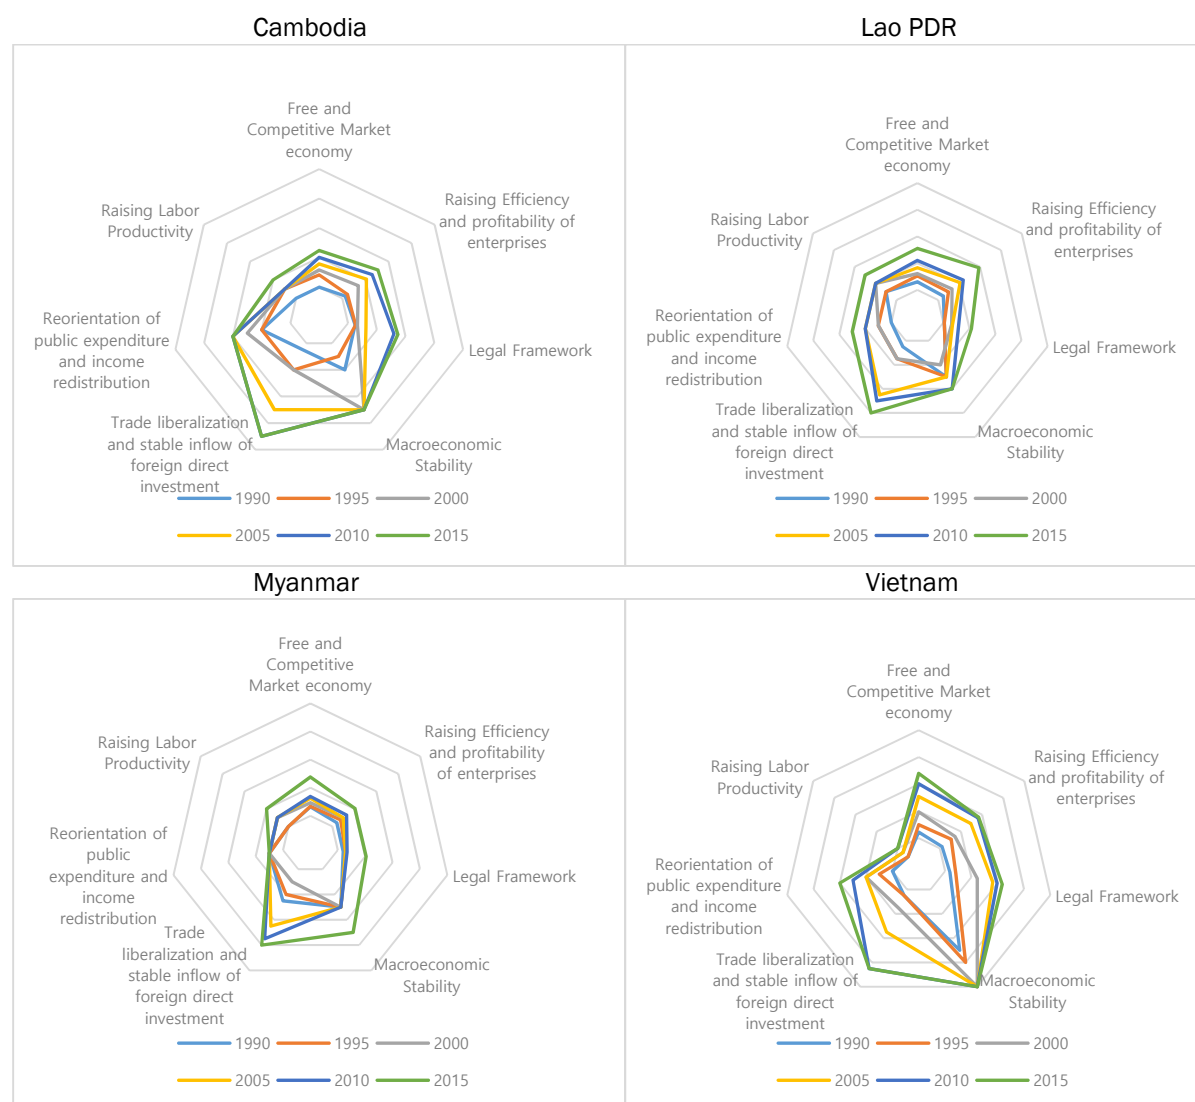 Cambodia
Free and
Competitive Market
economy
Raising Efficiency
and profitability of
enterprises
Legal Framework
Macroeconomic
Stability
Trade liberalization
and stable inflow of
foreign direct
investment
Reorientation of
public expenditure
and income
redistribution
Raising Labor
Productivity
1990 1995 2000
2005 2010 2015
Lao PDR
Free and
Competitive Market
economy
Raising Efficiency
and profitability of
enterprises
Legal Framework
Macroeconomic
Stability
Trade liberalization
and stable inflow of
foreign direct
investment
Reorientation of
public expenditure
and income
redistribution
Raising Labor
Productivity
1990 1995 2000
2005 2010 2015
Myanmar
Free and
Competitive
Market economy
Raising Efficiency
and profitability
of enterprises
Legal Framework
Macroeconomic
Stability
Trade
liberalization and
stable inflow of
foreign direct
investment
Reorientation of
public
expenditure and
income
redistribution
Raising Labor
Productivity
1990 1995 2000
2005 2010 2015
Vietnam
Free and
Competitive Market
economy
Raising Efficiency
and profitability of
enterprises
Legal Framework
Macroeconomic
Stability
Trade liberalization
and stable inflow of
foreign direct
investment
Reorientation of
public expenditure
and income
redistribution
Raising Labor
Productivity
1990 1995 2000
2005 2010 2015